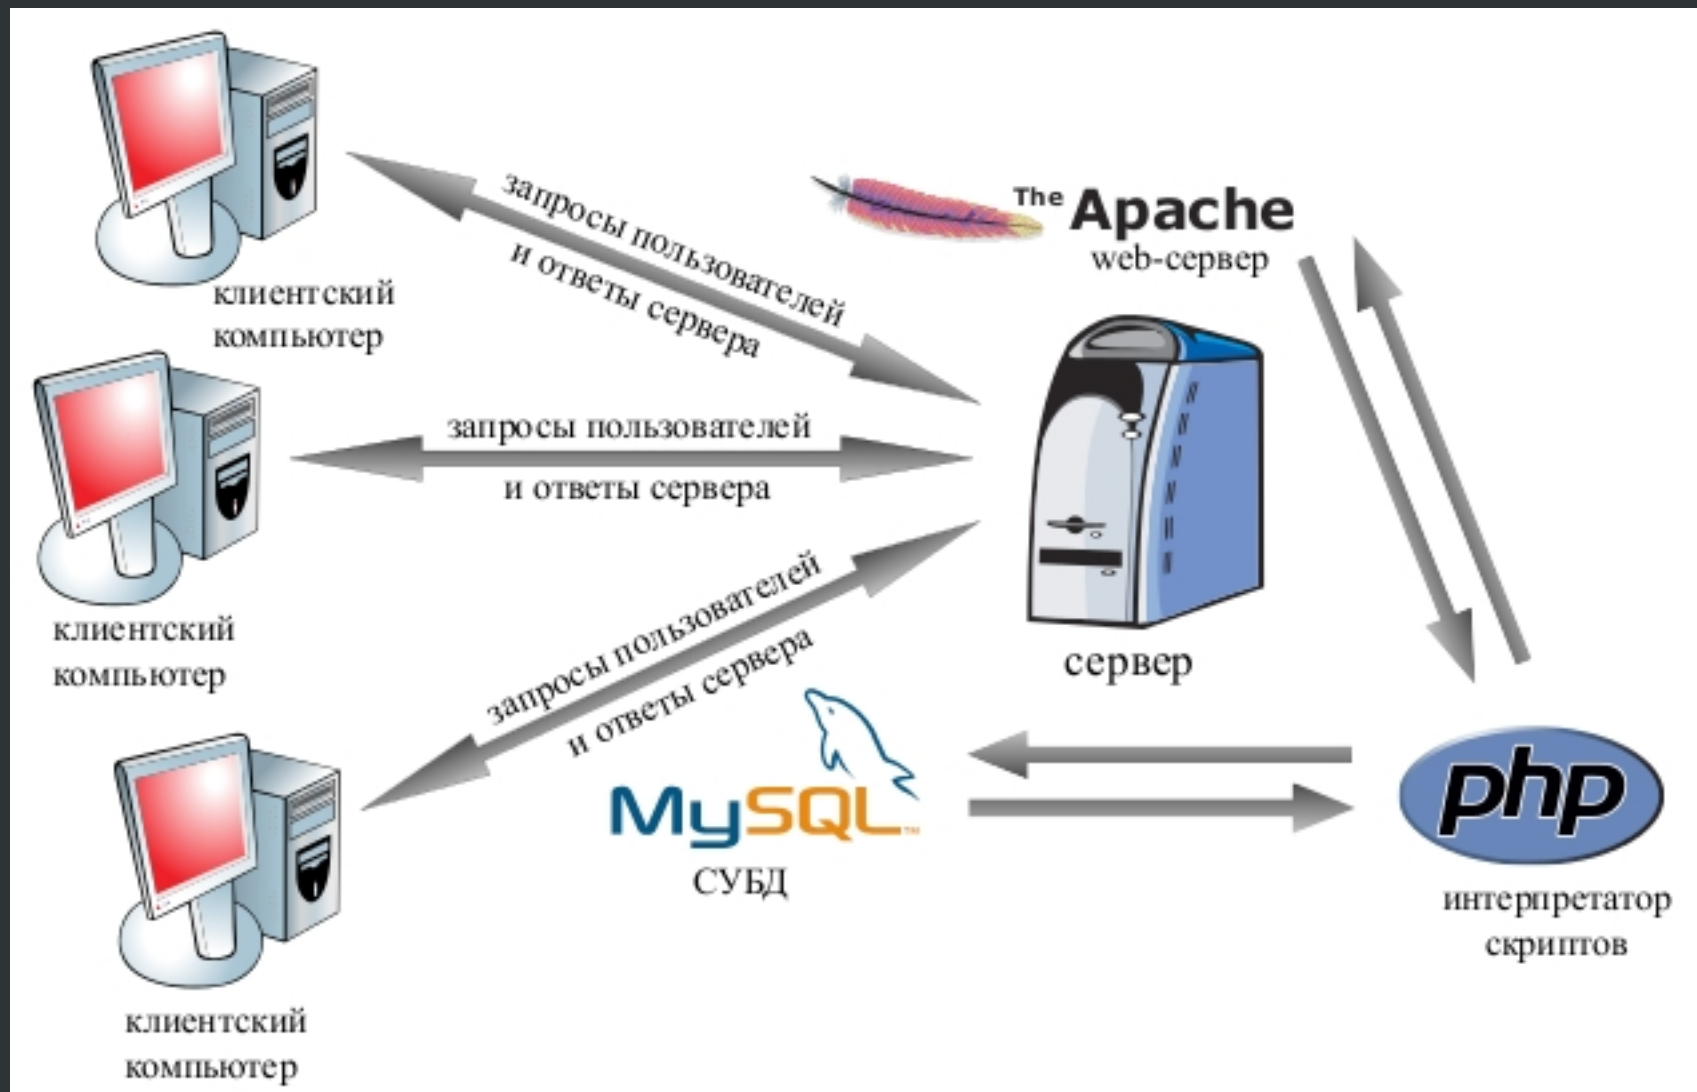 клиентский
компьютер
запросы пользователей
и ответы сервера
The Apache
web-сервер
клиентский
компьютер
запросы пользователей
и ответы сервера
сервер
запросы пользователей
и ответы сервера
клиентский
компьютер
MySQL™
СУБД
php
интерпретатор
скриптов